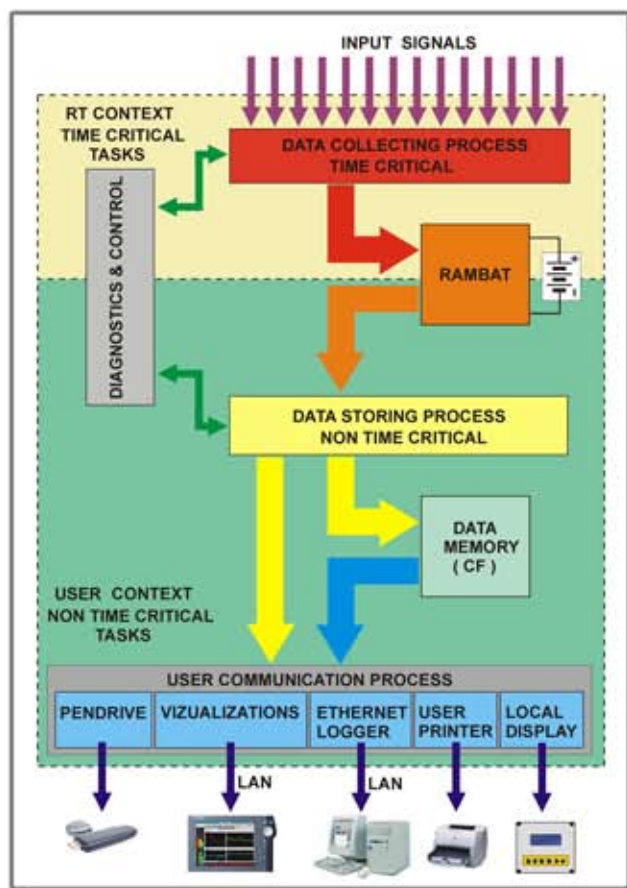 INPUT SIGNALS
RT CONTEXT
TIME CRITICAL
TASKS
DATA COLLECTING PROCESS
TIME CRITICAL
DIAGNOSTICS & CONTROL
RAMBAT
+
-
DATA STORING PROCESS
NON TIME CRITICAL
DATA
MEMORY
( CF )
USER CONTEXT
NON TIME CRITICAL
TASKS
USER COMMUNICATION PROCESS
PENDRIVE
VIZUALIZATIONS
ETHERNET
LOGGER
USER
PRINTER
LOCAL
DISPLAY
LAN
LAN